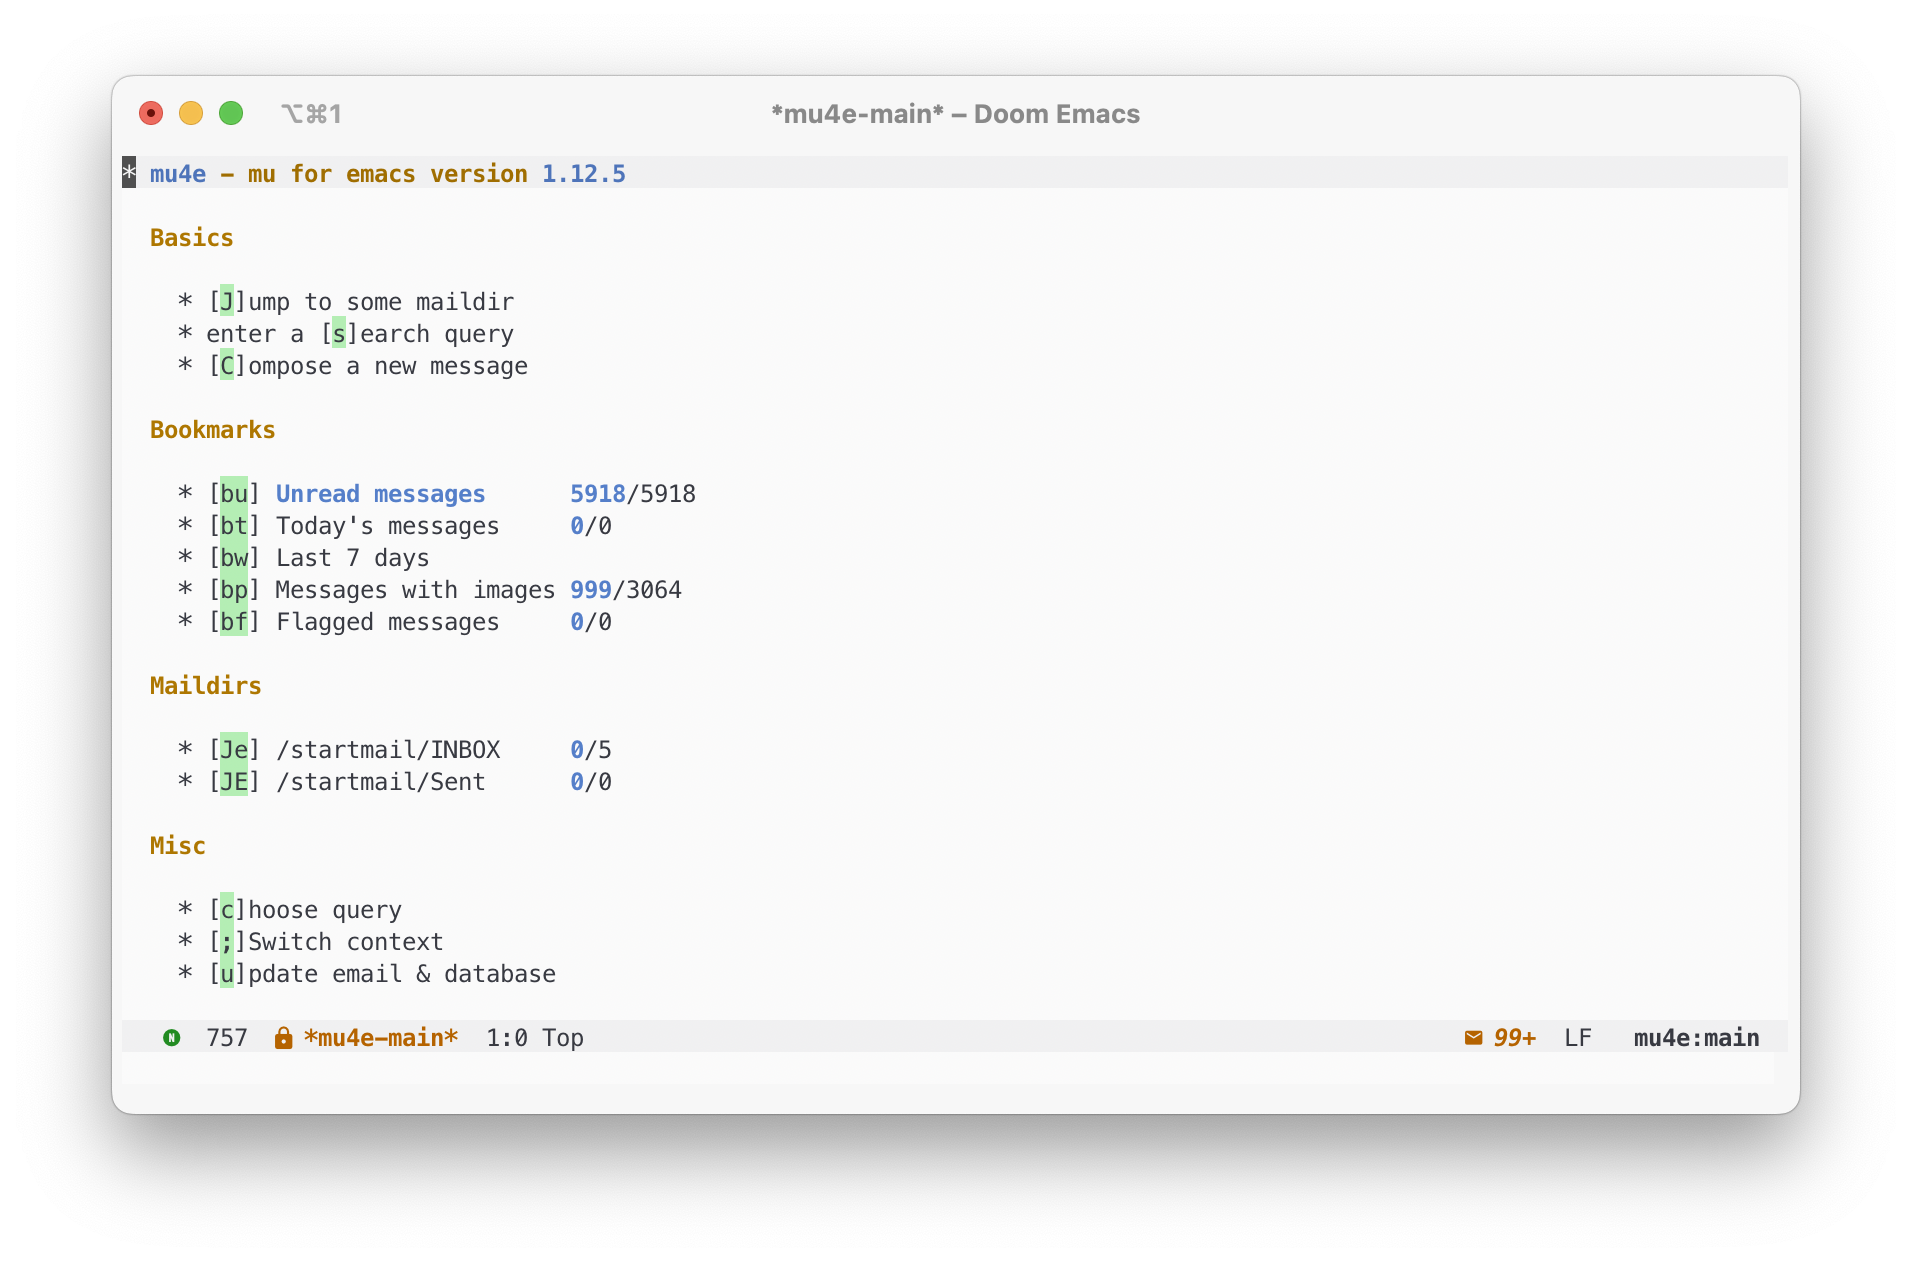 ⌥⌘1 *mu4e-main* – Doom Emacs
* mu4e - mu for emacs version 1.12.5
Basics
* [J]ump to some maildir
* enter a [s]earch query
* [C]ompose a new message
Bookmarks
* [bu] Unread messages 5918/5918
* [bt] Today's messages 0/0
* [bw] Last 7 days
* [bp] Messages with images 999/3064
* [bf] Flagged messages 0/0
Maildirs
* [Je] /startmail/INBOX 0/5
* [JE] /startmail/Sent 0/0
Misc
* [c]hoose query
* [;]Switch context
* [u]pdate email & database
N 757 *mu4e-main* 1:0 Top 99+ LF mu4e:main